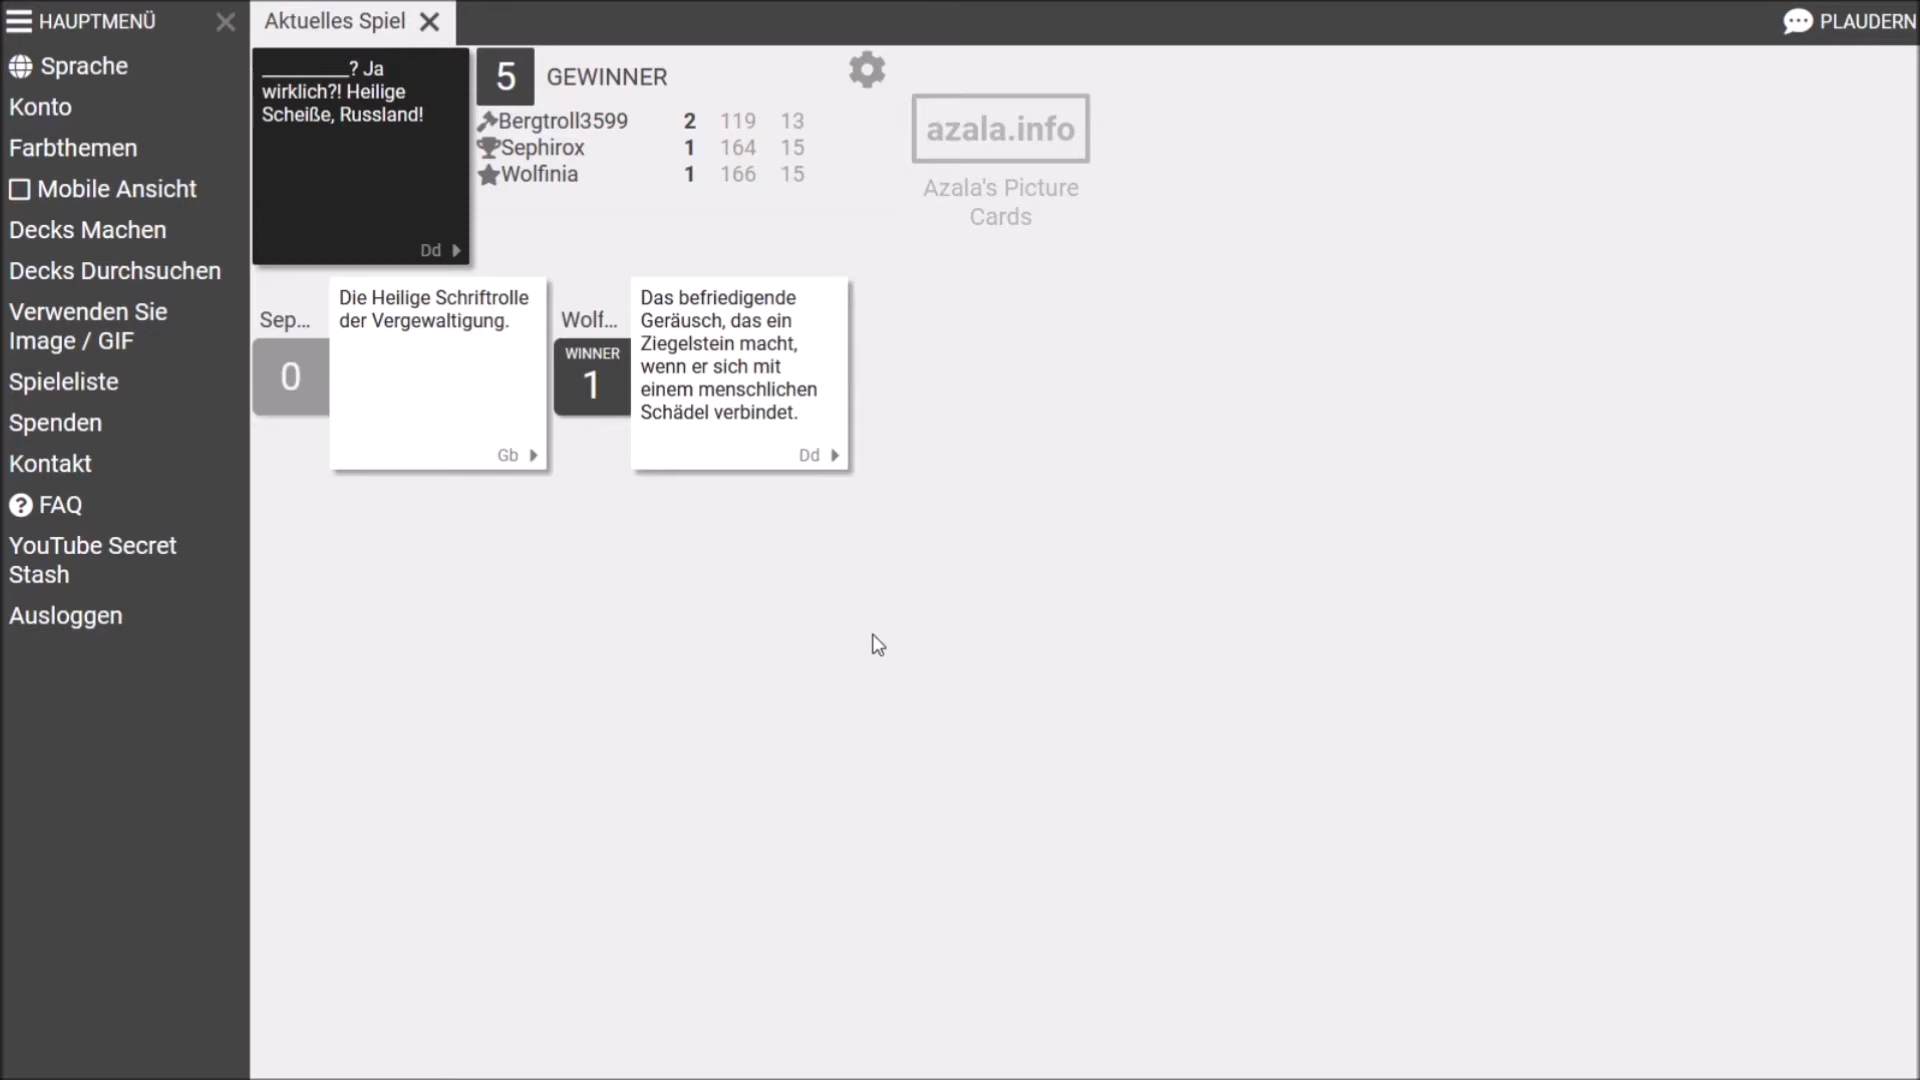 HAUPTMENÜ
Sprache
Konto
Farbthemen
Mobile Ansicht
Decks Machen
Decks Durchsuchen
Verwenden Sie
Image / GIF
Spieleliste
Spenden
Kontakt
FAQ
YouTube Secret
Stash
Ausloggen
Aktuelles Spiel
PLAUDERN
_________? Ja
wirklich?! Heilige
Scheiße, Russland!
Dd
5 GEWINNER
Bergtroll3599 2 119 13
Sephirox 1 164 15
Wolfinia 1 166 15
azala.info
Azala's Picture
Cards
Sep...
0
Die Heilige Schriftrolle
der Vergewaltigung.
Gb
Wolf...
WINNER
1
Das befriedigende
Geräusch, das ein
Ziegelstein macht,
wenn er sich mit
einem menschlichen
Schädel verbindet.
Dd